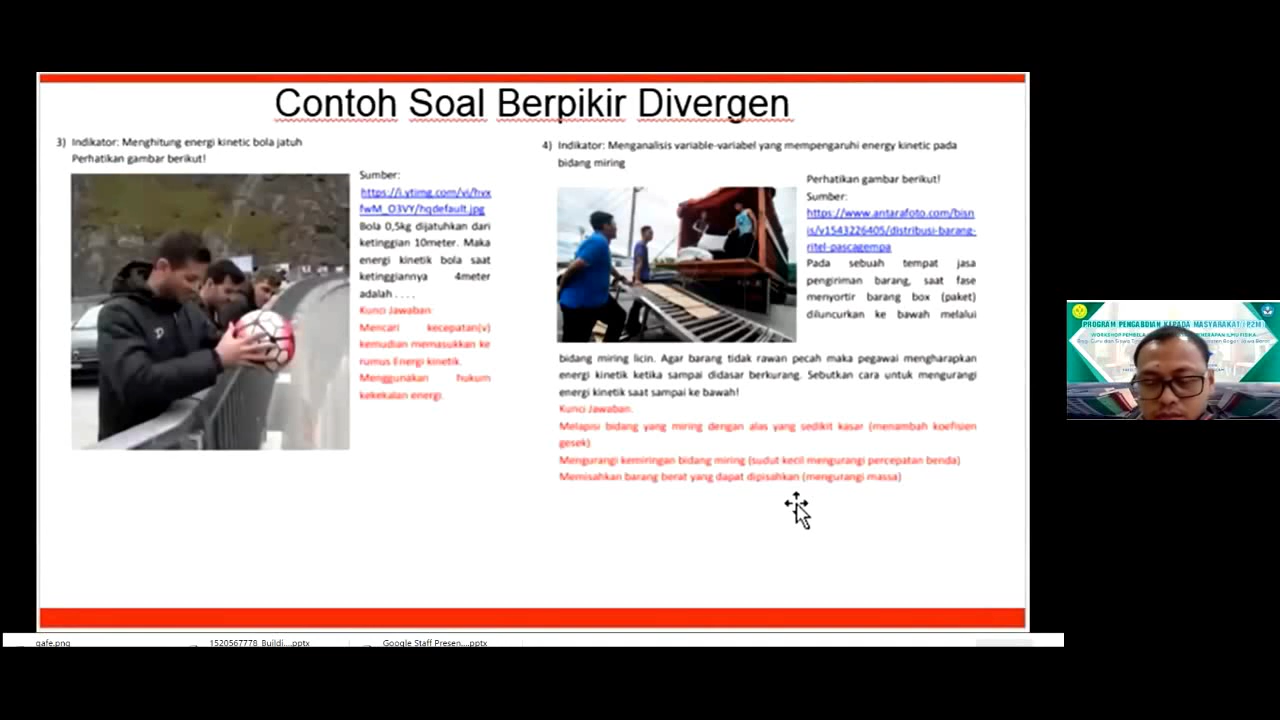 Contoh Soal Berpikir Divergen
3) Indikator: Menghitung energi kinetic bola jatuh
Perhatikan gambar berikut!
Sumber:
https://i.ytimg.com/vi/hvx
fwM_O3VY/hqdefault.jpg
Bola 0,5kg dijatuhkan dari
ketinggian 10meter. Maka
energi kinetik bola saat
ketinggiannya 4meter
adalah . . . .
Kunci Jawaban
Mencari kecepatan(v)
kemudian memasukkan ke
rumus Energi kinetik.
Menggunakan hukum
kekekalan energi.
4) Indikator: Menganalisis variable-variabel yang mempengaruhi energy kinetic pada
bidang miring
Perhatikan gambar berikut!
Sumber:
https://www.antarafoto.com/bisn
is/v1543226405/distribusi-barang-
ritel-pascagempa
Pada sebuah tempat jasa
pengiriman barang, saat fase
menyortir barang box (paket)
diluncurkan ke bawah melalui
bidang miring licin. Agar barang tidak rawan pecah maka pegawai mengharapkan
energi kinetik ketika sampai didasar berkurang. Sebutkan cara untuk mengurangi
energi kinetik saat sampai ke bawah!
Kunci Jawaban.
Melapisi bidang yang miring dengan alas yang sedikit kasar (menambah koefisien
gesek)
Mengurangi kemiringan bidang miring (sudut kecil mengurangi percepatan benda)
Memisahkan barang berat yang dapat dipisahkan (mengurangi massa)
PROGRAM PENGABDIAN KEPADA MASYARAKAT (P2M)
gafe.png
1520567778_Buildi....pptx
Google Staff Presen....pptx